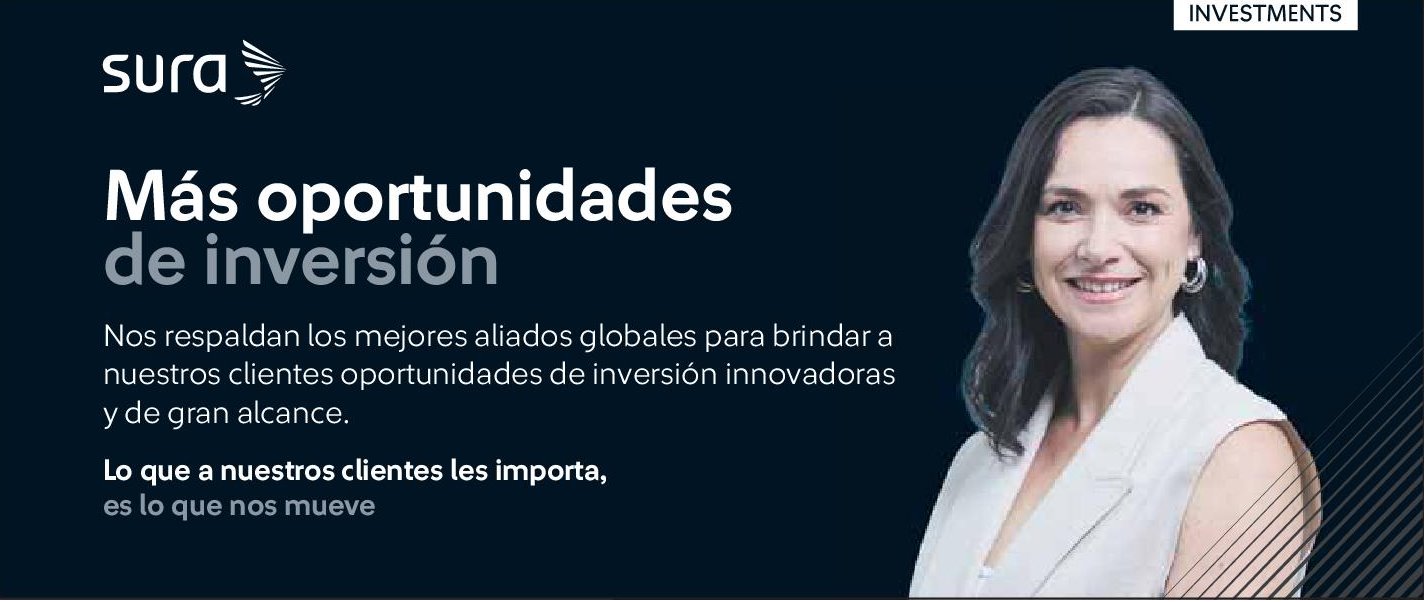 INVESTMENTS
sura
Más oportunidades
de inversión
Nos respaldan los mejores aliados globales para brindar a
nuestros clientes oportunidades de inversión innovadoras
y de gran alcance.
Lo que a nuestros clientes les importa,
es lo que nos mueve